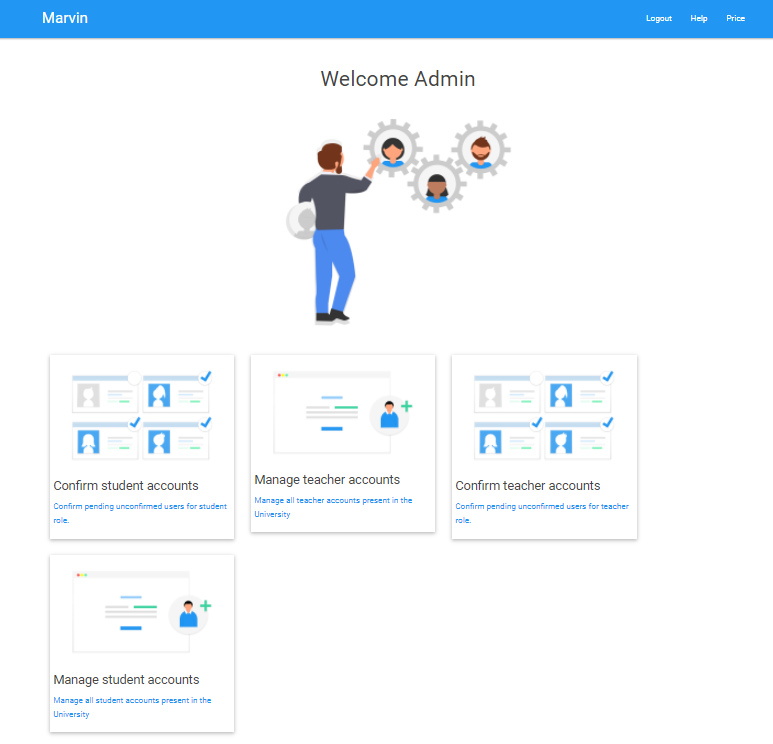 Marvin
Logout Help Price
Welcome Admin
Confirm student accounts
Confirm pending unconfirmed users for student
role.
Manage teacher accounts
Manage all teacher accounts present in the
University
Confirm teacher accounts
Confirm pending unconfirmed users for teacher
role.
Manage student accounts
Manage all student accounts present in the
University